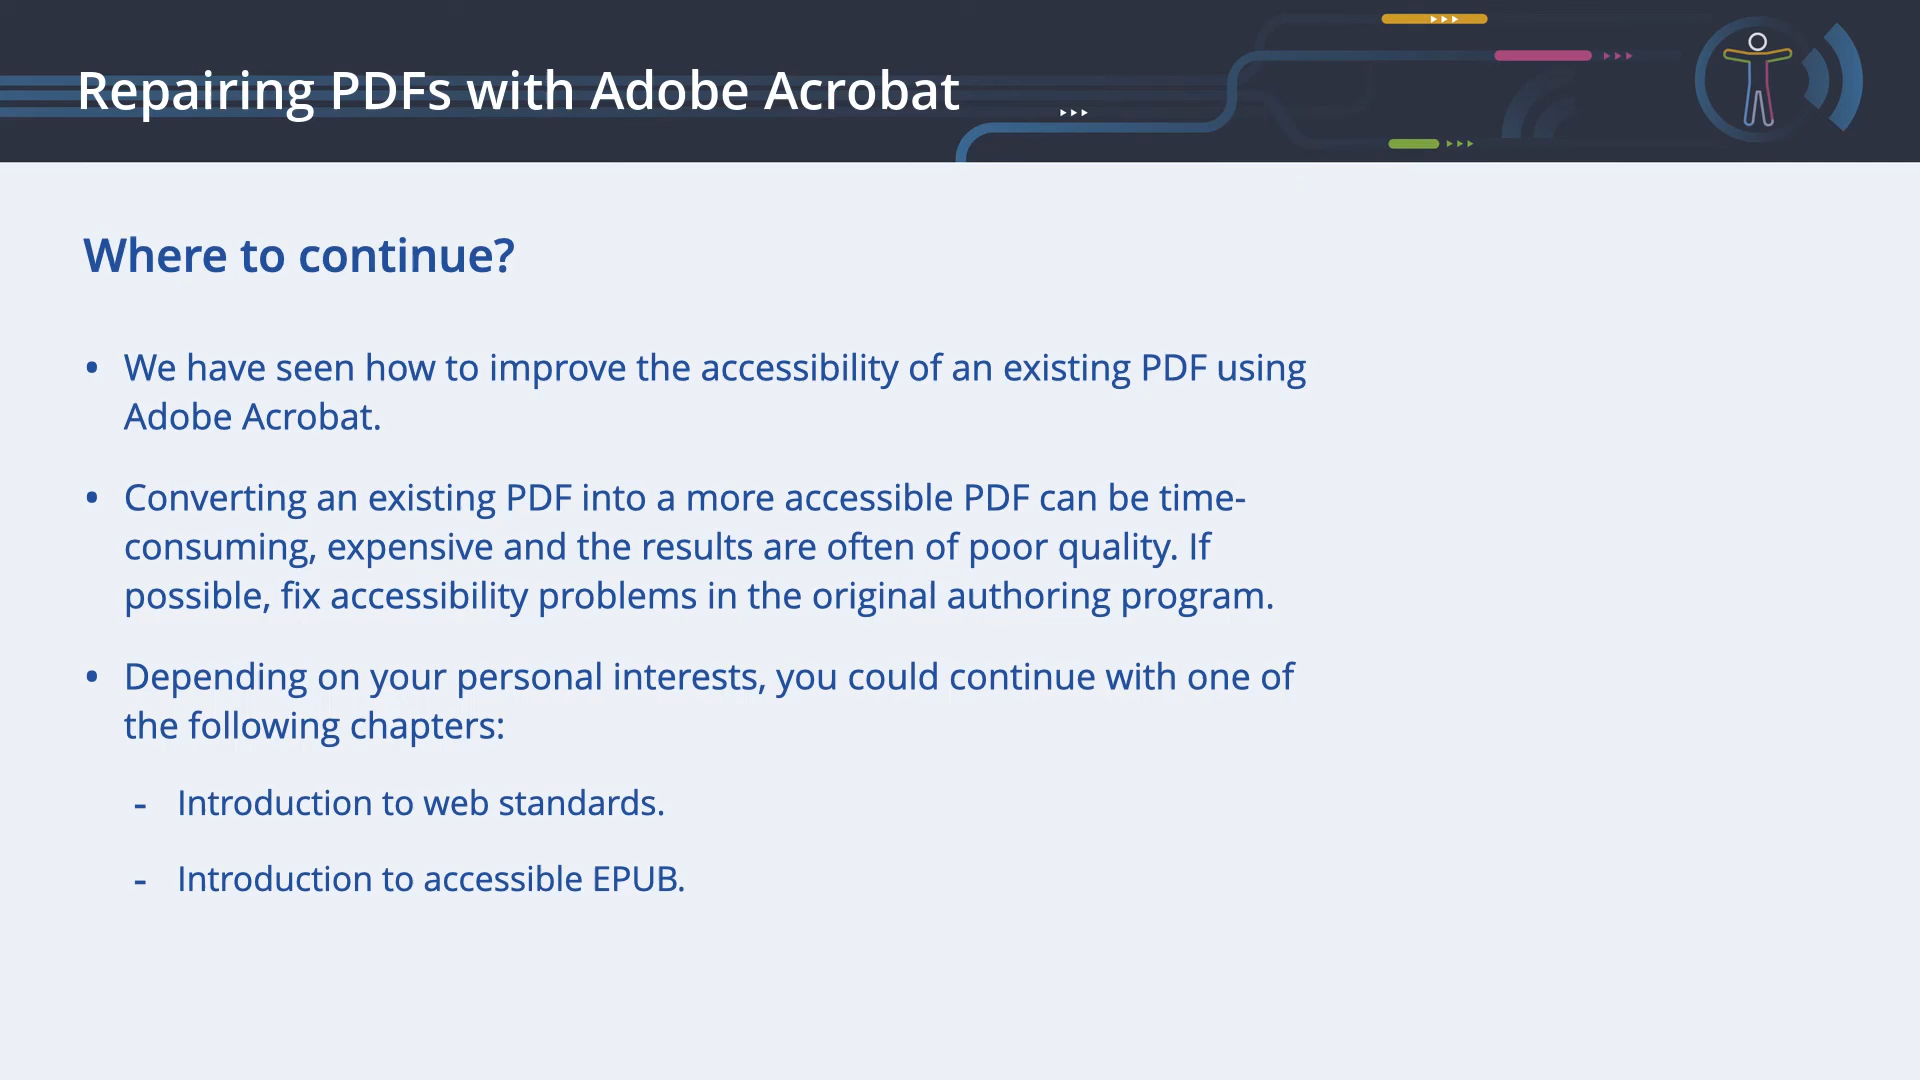 Repairing PDFs with Adobe Acrobat
Where to continue?
• We have seen how to improve the accessibility of an existing PDF using
Adobe Acrobat.
• Converting an existing PDF into a more accessible PDF can be time-
consuming, expensive and the results are often of poor quality. If
possible, fix accessibility problems in the original authoring program.
• Depending on your personal interests, you could continue with one of
the following chapters:
- Introduction to web standards.
- Introduction to accessible EPUB.